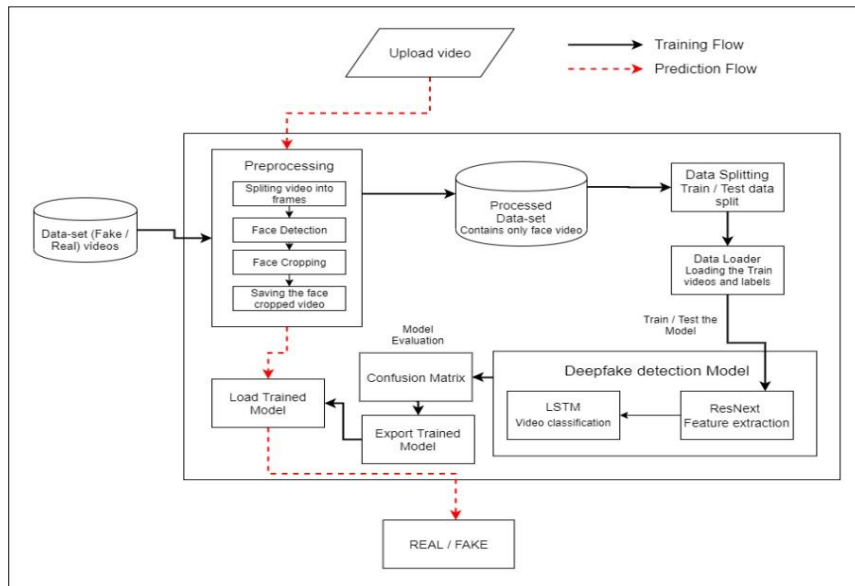 Upload video
Training Flow
Prediction Flow
Preprocessing
Spliting video into
frames
Face Detection
Face Cropping
Saving the face
cropped video
Data-set (Fake /
Real) videos
Processed
Data-set
Contains only face video
Data Splitting
Train / Test data
split
Data Loader
Loading the Train
videos and labels
Train / Test the
Model
Deepfake detection Model
ResNext
Feature extraction
LSTM
Video classification
Model
Evaluation
Confusion Matrix
Export Trained
Model
Load Trained
Model
REAL / FAKE